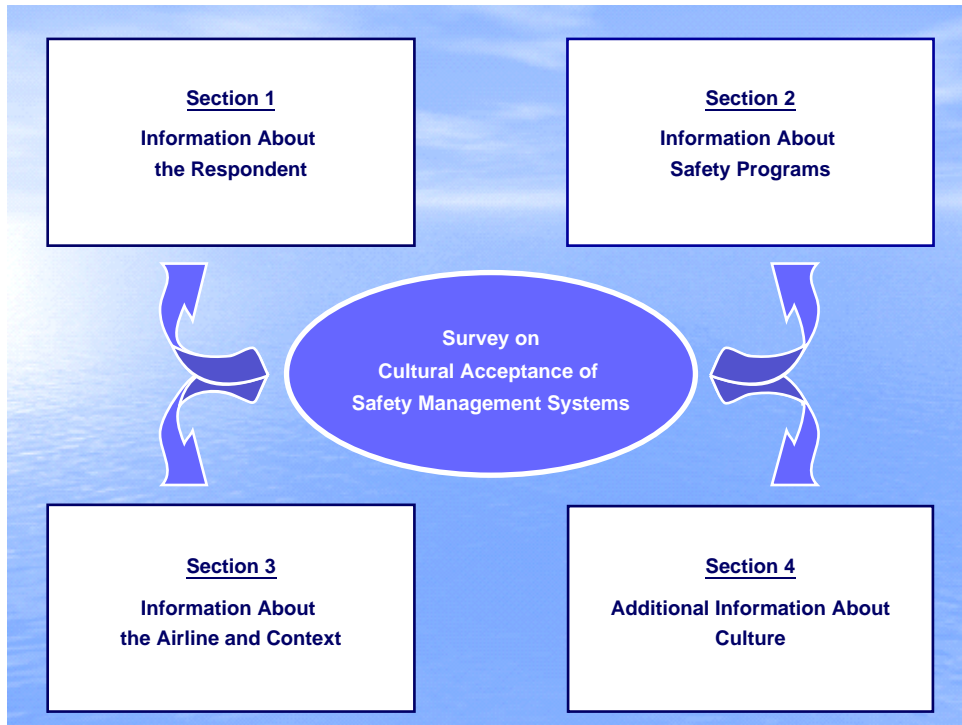 Section 1
Information About
the Respondent
Section 2
Information About
Safety Programs
Survey on
Cultural Acceptance of
Safety Management Systems
Section 3
Information About
the Airline and Context
Section 4
Additional Information About
Culture